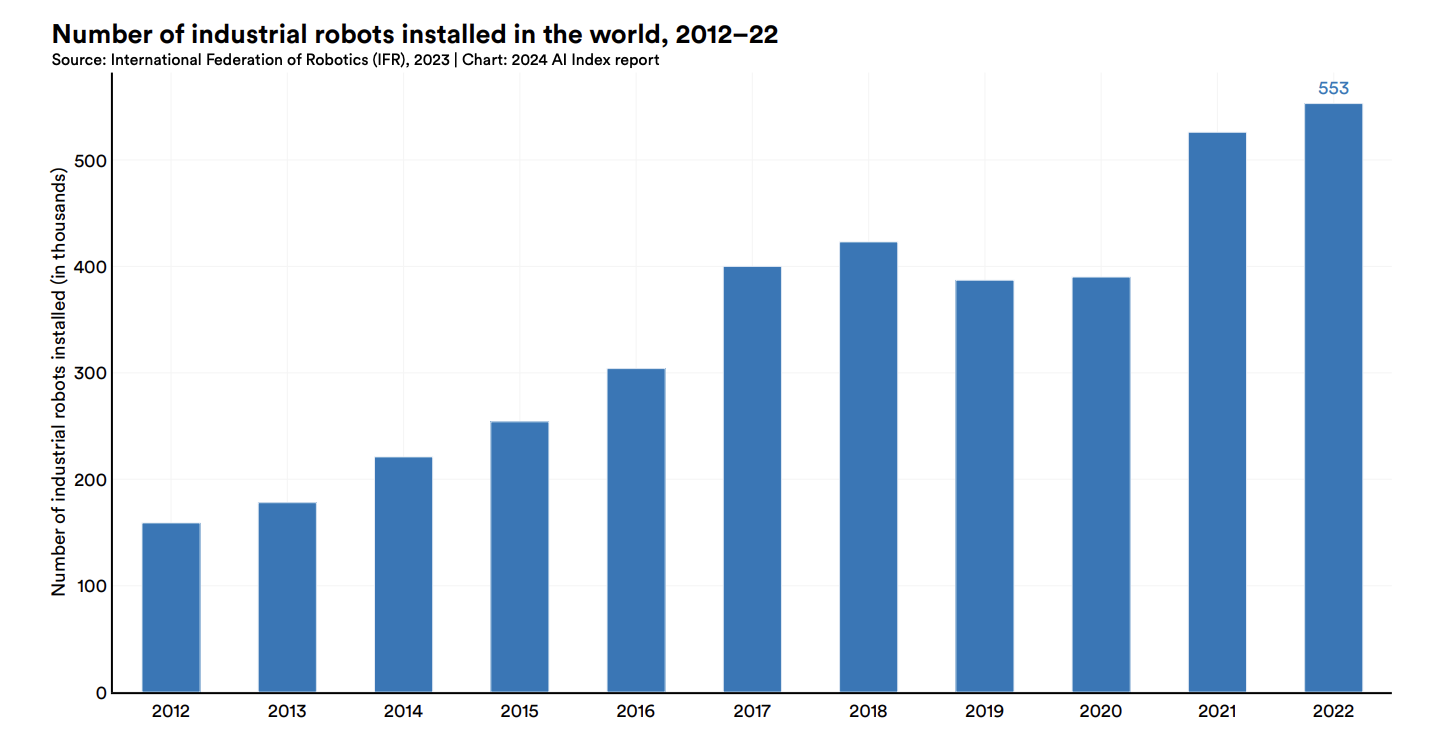 Number of industrial robots installed in the world, 2012–22
Source: International Federation of Robotics (IFR), 2023 | Chart: 2024 AI Index report
Number of industrial robots installed (in thousands)
500
400
300
200
100
0
553
2012 2013 2014 2015 2016 2017 2018 2019 2020 2021 2022